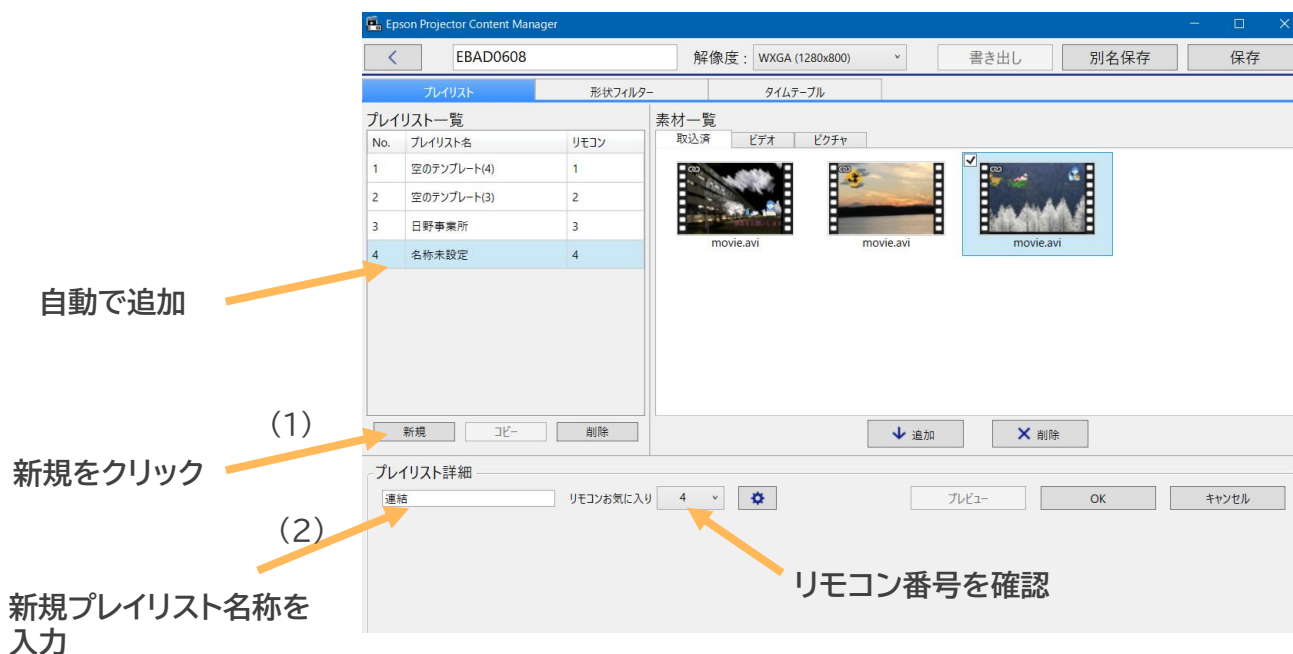 Epson Projector Content Manager
EBAD0608 解像度： WXGA (1280x800) 書き出し 別名保存 保存
プレイリスト 形状フィルター タイムテーブル
プレイリスト一覧
No. プレイリスト名 リモコン
1 空のテンプレート(4) 1
2 空のテンプレート(3) 2
3 日野事業所 3
4 名称未設定 4
素材一覧
取込済 ビデオ ピクチャ
movie.avi movie.avi movie.avi
自動で追加
(1)
新規をクリック
新規 コピー 削除
追加 削除
プレイリスト詳細
連結 リモコンお気に入り 4 プレビュー OK キャンセル
(2)
新規プレイリスト名称を
入力
リモコン番号を確認